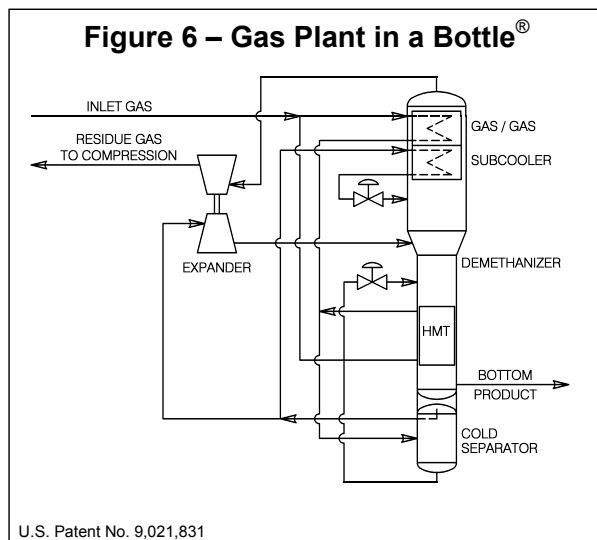 Figure 6 – Gas Plant in a Bottle®
INLET GAS
RESIDUE GAS
TO COMPRESSION
EXPANDER
GAS / GAS
SUBCOOLER
DEMETHANIZER
HMT
BOTTOM
PRODUCT
COLD
SEPARATOR
U.S. Patent No. 9,021,831